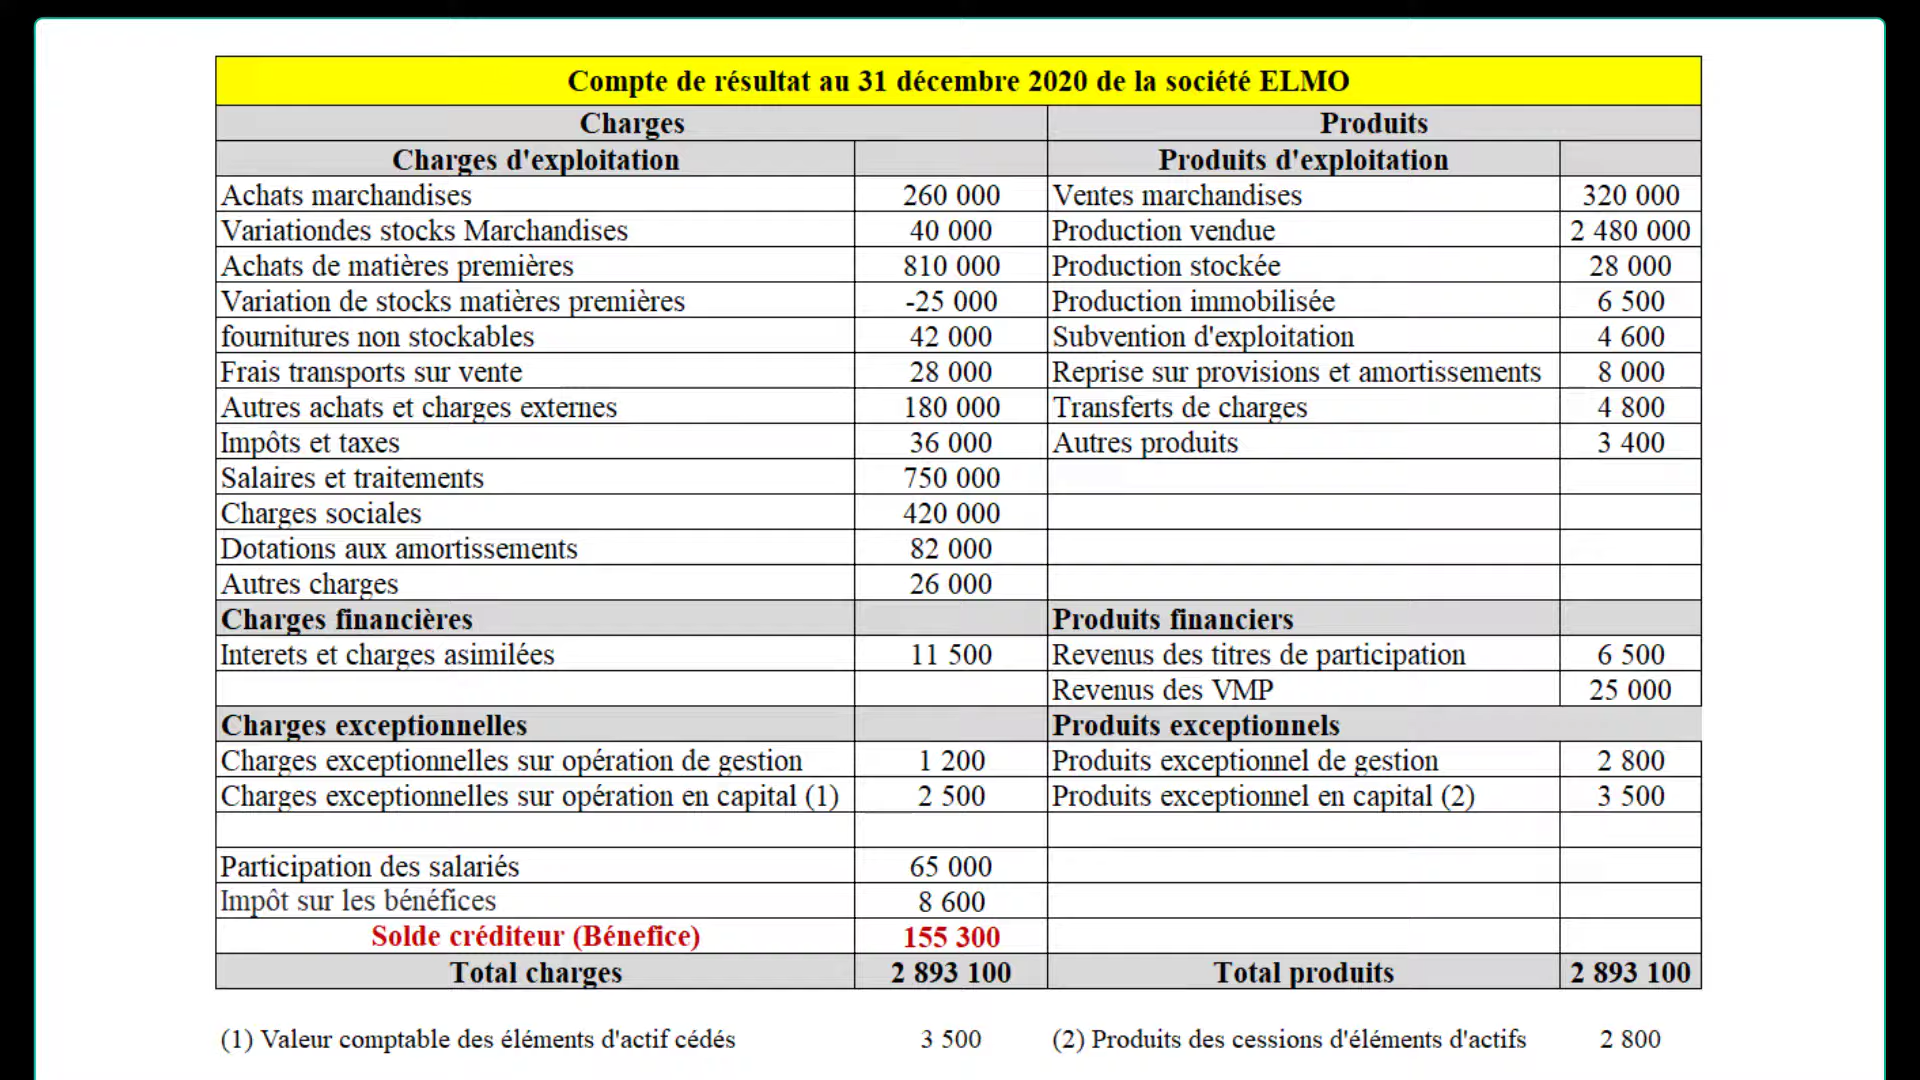 Compte de résultat au 31 décembre 2020 de la société ELMO
Charges Produits
Charges d'exploitation Produits d'exploitation
Achats marchandises 260 000 Ventes marchandises 320 000
Variationdes stocks Marchandises 40 000 Production vendue 2 480 000
Achats de matières premières 810 000 Production stockée 28 000
Variation de stocks matières premières -25 000 Production immobilisée 6 500
fournitures non stockables 42 000 Subvention d'exploitation 4 600
Frais transports sur vente 28 000 Reprise sur provisions et amortissements 8 000
Autres achats et charges externes 180 000 Transferts de charges 4 800
Impôts et taxes 36 000 Autres produits 3 400
Salaires et traitements 750 000
Charges sociales 420 000
Dotations aux amortissements 82 000
Autres charges 26 000
Charges financières Produits financiers
Interets et charges asimilées 11 500 Revenus des titres de participation 6 500
Revenus des VMP 25 000
Charges exceptionnelles Produits exceptionnels
Charges exceptionnelles sur opération de gestion 1 200 Produits exceptionnel de gestion 2 800
Charges exceptionnelles sur opération en capital (1) 2 500 Produits exceptionnel en capital (2) 3 500
Participation des salariés 65 000
Impôt sur les bénéfices 8 600
Solde créditeur (Bénefice) 155 300
Total charges 2 893 100 Total produits 2 893 100
(1) Valeur comptable des éléments d'actif cédés 3 500 (2) Produits des cessions d'éléments d'actifs 2 800